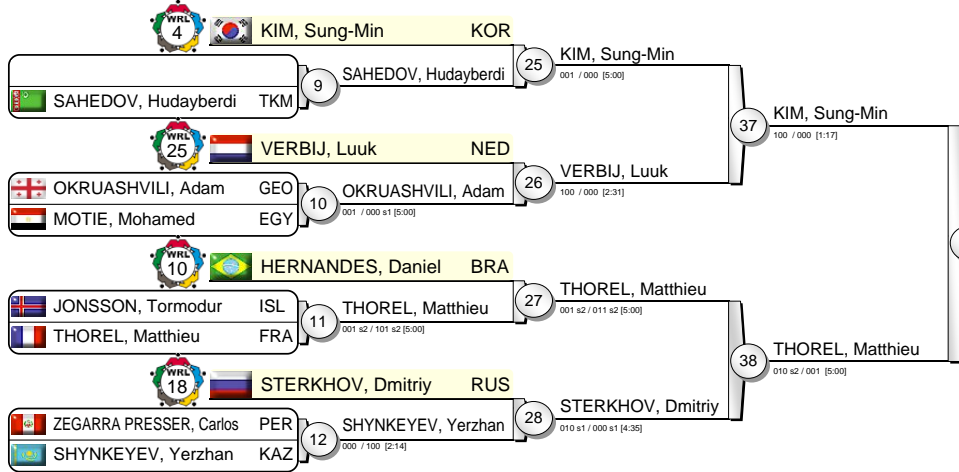 WRL
4
KIM, Sung-Min KOR
SAHEDOV, Hudayberdi TKM
9
SAHEDOV, Hudayberdi
25
KIM, Sung-Min
001 / 000 [5:00]
WRL
25
VERBIJ, Luuk NED
OKRUASHVILI, Adam GEO
MOTIE, Mohamed EGY
10
OKRUASHVILI, Adam
001 / 000 s1 [5:00]
26
VERBIJ, Luuk
100 / 000 [2:31]
37
KIM, Sung-Min
100 / 000 [1:17]
WRL
10
HERNANDES, Daniel BRA
JONSSON, Tormodur ISL
THOREL, Matthieu FRA
11
THOREL, Matthieu
001 s2 / 101 s2 [5:00]
27
THOREL, Matthieu
001 s2 / 011 s2 [5:00]
WRL
18
STERKHOV, Dmitriy RUS
ZEGARRA PRESSER, Carlos PER
SHYNKEYEV, Yerzhan KAZ
12
SHYNKEYEV, Yerzhan
000 / 100 [2:14]
28
STERKHOV, Dmitriy
010 s1 / 000 s1 [4:35]
38
THOREL, Matthieu
010 s2 / 001 [5:00]